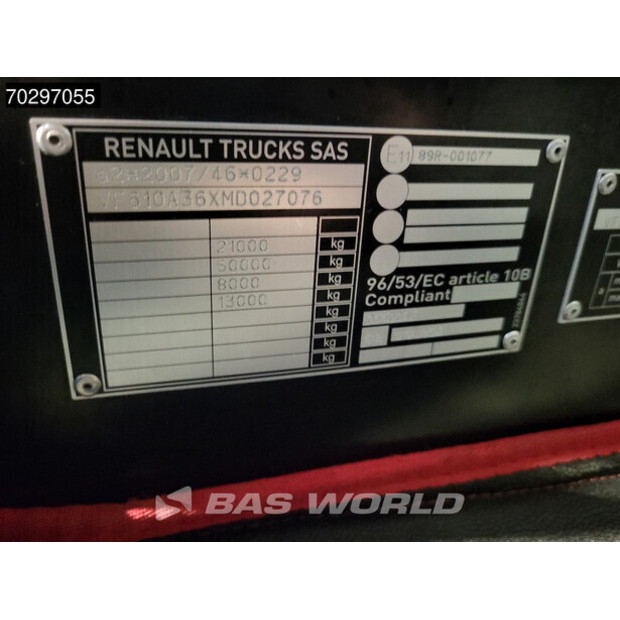 70297055
RENAULT TRUCKS SAS
e2*2007/46*0229
VF610A36XMD027076
21000 kg
50000 kg
8000 kg
13000 kg
kg
kg
kg
E11 89R-001077
96/53/EC article 10B
Compliant
BAS WORLD